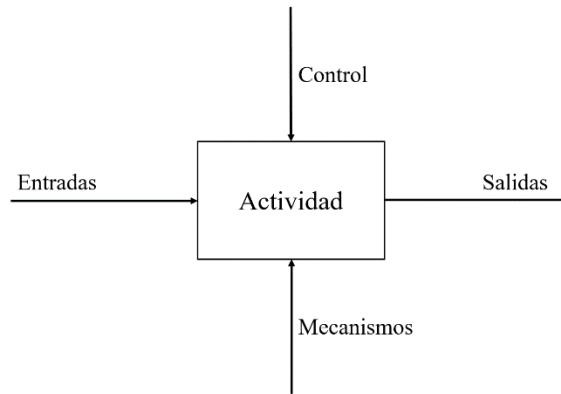 Control
Entradas
Actividad
Salidas
Mecanismos